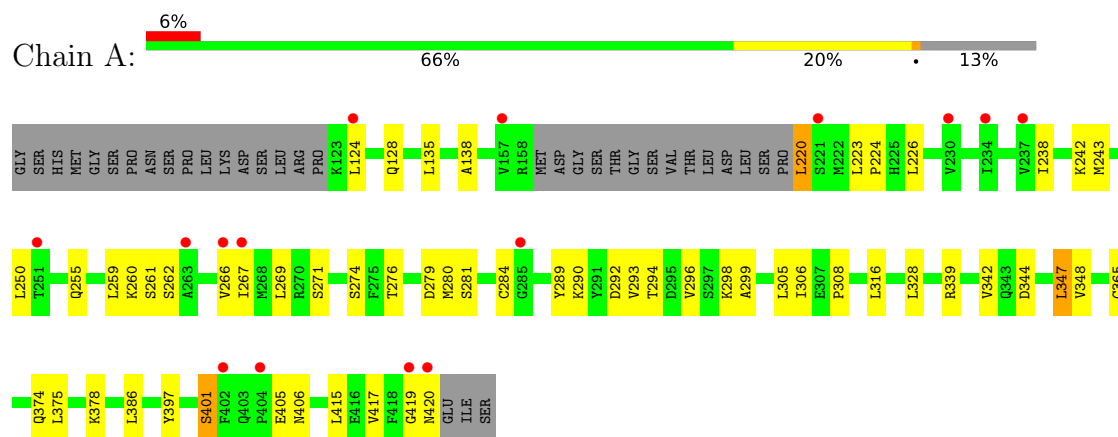 6%
Chain A:
66% 20% • 13%
GLY SER HIS MET GLY SER PRO ASN SER PRO LEU LYS ASP SER LEU ARG PRO K123 L124 Q128 L135 A138 V157 R158 MET ASP GLY SER THR GLY SER VAL THR LEU ASP LEU SER PRO L220 S221 M222 L223 P224 H225 L226 V230 I234 V237 I238 K242 M243
L250 T251 Q255 L259 K260 S261 S262 A263 V266 I267 M268 L269 R270 S271 S274 F275 T276 D279 M280 S281 C284 G285 Y289 K290 Y291 D292 V293 T294 D295 V296 S297 K298 A299 L305 I306 E307 P308 L316 L328 R339 V342 Q343 D344 L347 V348
Q374 L375 K378 L386 Y397 S401 F402 Q403 P404 E405 N406 L415 E416 V417 F418 G419 N420 GLU ILE SER